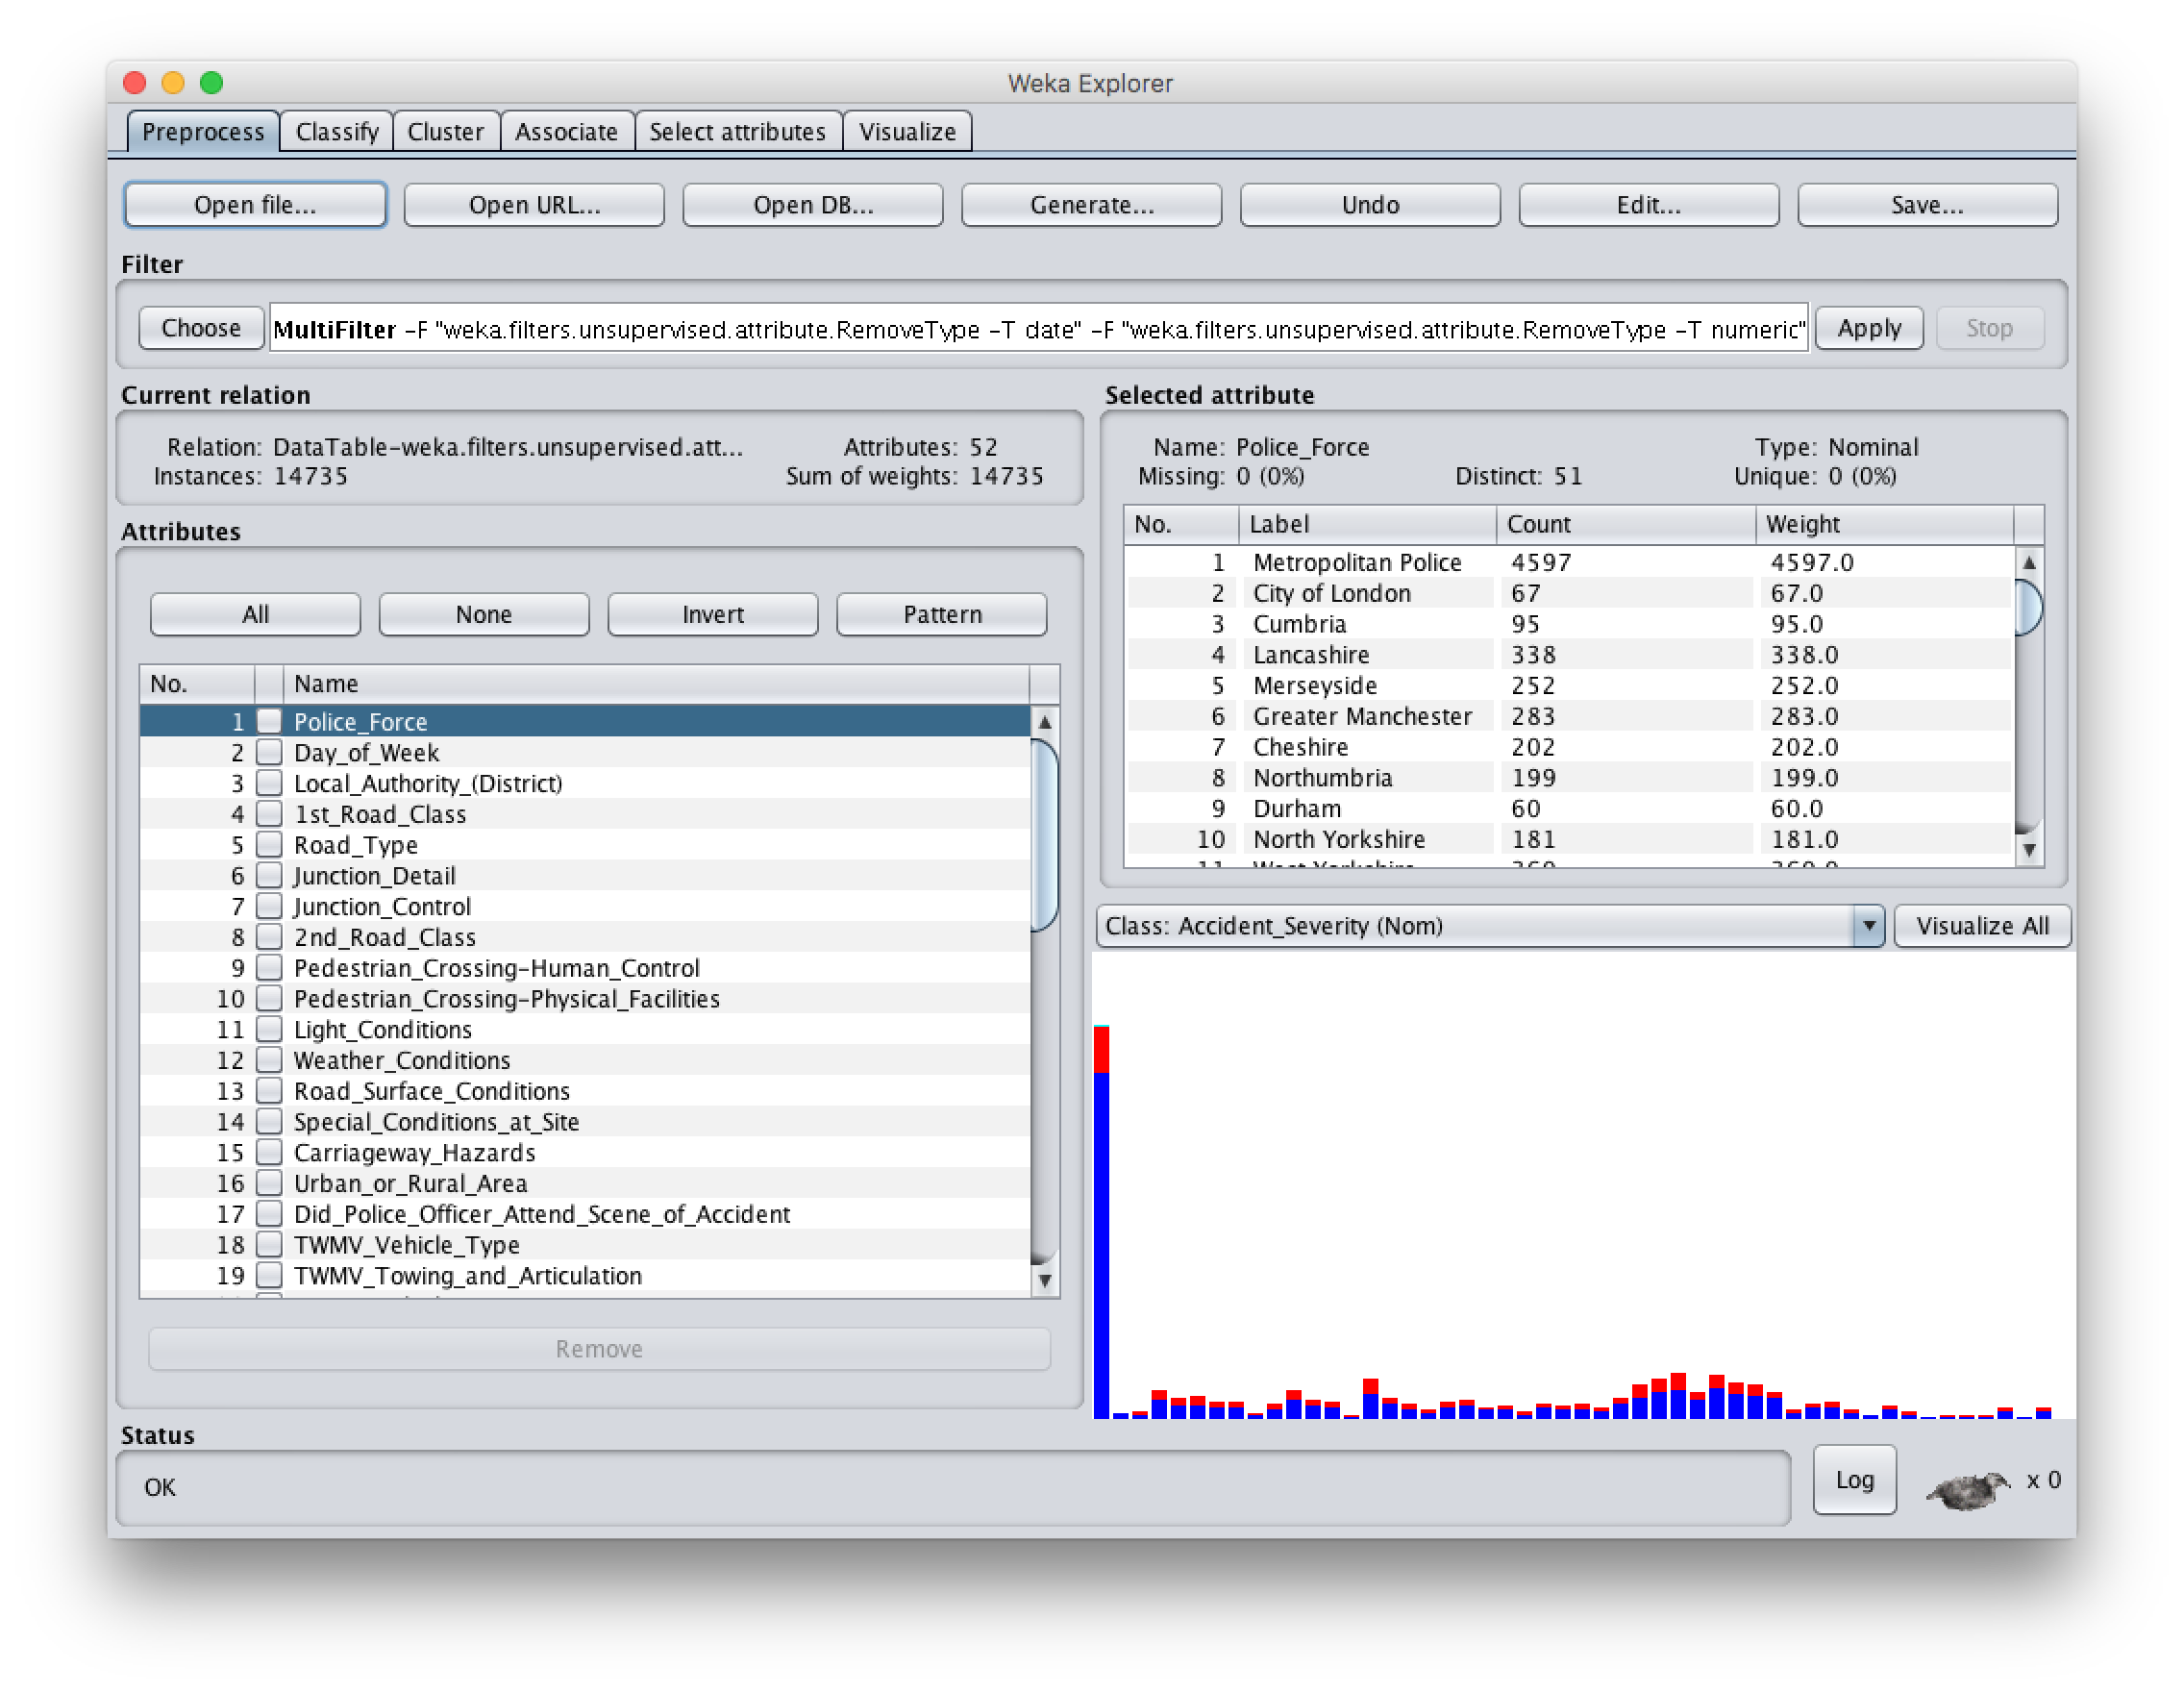 Weka Explorer
Preprocess Classify Cluster Associate Select attributes Visualize
Open file... Open URL... Open DB... Generate... Undo Edit... Save...
Filter
Choose MultiFilter -F "weka.filters.unsupervised.attribute.RemoveType -T date" -F "weka.filters.unsupervised.attribute.RemoveType -T numeric" Apply Stop
Current relation
Relation: DataTable-weka.filters.unsupervised.att... Attributes: 52
Instances: 14735 Sum of weights: 14735
Attributes
All None Invert Pattern
No. Name
1 Police_Force
2 Day_of_Week
3 Local_Authority_(District)
4 1st_Road_Class
5 Road_Type
6 Junction_Detail
7 Junction_Control
8 2nd_Road_Class
9 Pedestrian_Crossing-Human_Control
10 Pedestrian_Crossing-Physical_Facilities
11 Light_Conditions
12 Weather_Conditions
13 Road_Surface_Conditions
14 Special_Conditions_at_Site
15 Carriageway_Hazards
16 Urban_or_Rural_Area
17 Did_Police_Officer_Attend_Scene_of_Accident
18 TWMV_Vehicle_Type
19 TWMV_Towing_and_Articulation
Remove
Selected attribute
Name: Police_Force Type: Nominal
Missing: 0 (0%) Distinct: 51 Unique: 0 (0%)
No. Label Count Weight
1 Metropolitan Police 4597 4597.0
2 City of London 67 67.0
3 Cumbria 95 95.0
4 Lancashire 338 338.0
5 Merseyside 252 252.0
6 Greater Manchester 283 283.0
7 Cheshire 202 202.0
8 Northumbria 199 199.0
9 Durham 60 60.0
10 North Yorkshire 181 181.0
Class: Accident_Severity (Nom) Visualize All
Status
OK
Log x 0